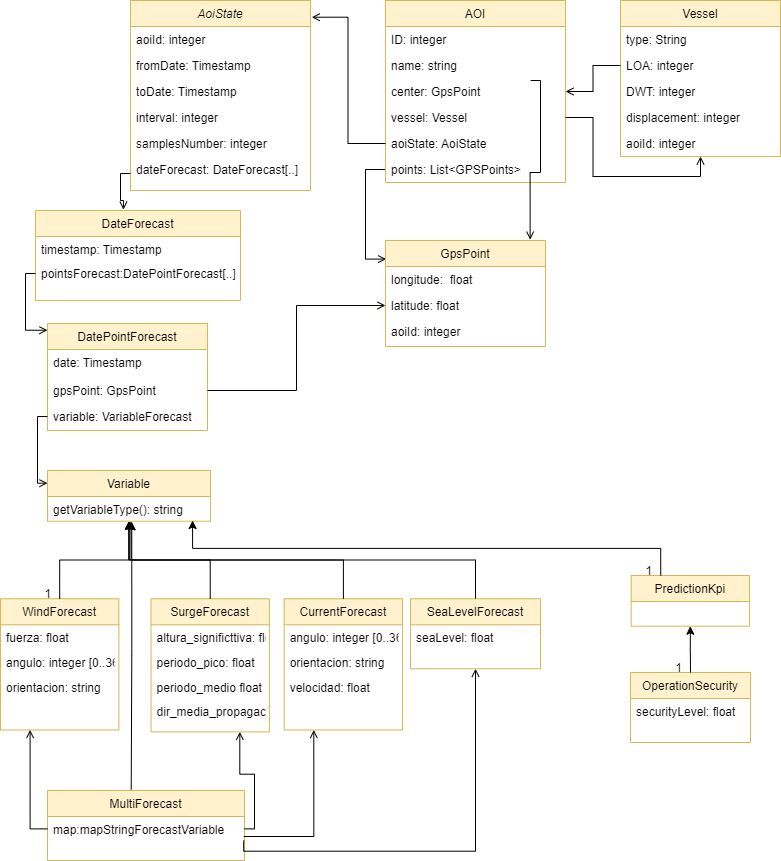 AoiState
aoiId: integer
fromDate: Timestamp
toDate: Timestamp
interval: integer
samplesNumber: integer
dateForecast: DateForecast[..]
AOI
ID: integer
name: string
center: GpsPoint
vessel: Vessel
aoiState: AoiState
points: List<GPSPoints>
Vessel
type: String
LOA: integer
DWT: integer
displacement: integer
aoiId: integer
DateForecast
timestamp: Timestamp
pointsForecast:DatePointForecast[..]
GpsPoint
longitude: float
latitude: float
aoiId: integer
DatePointForecast
date: Timestamp
gpsPoint: GpsPoint
variable: VariableForecast
Variable
getVariableType(): string
1
WindForecast
fuerza: float
angulo: integer [0..36
orientacion: string
SurgeForecast
altura_significttiva: fl
periodo_pico: float
periodo_medio float
dir_media_propagac
CurrentForecast
angulo: integer [0..36
orientacion: string
velocidad: float
SeaLevelForecast
seaLevel: float
1
PredictionKpi
1
OperationSecurity
securityLevel: float
MultiForecast
map:mapStringForecastVariable